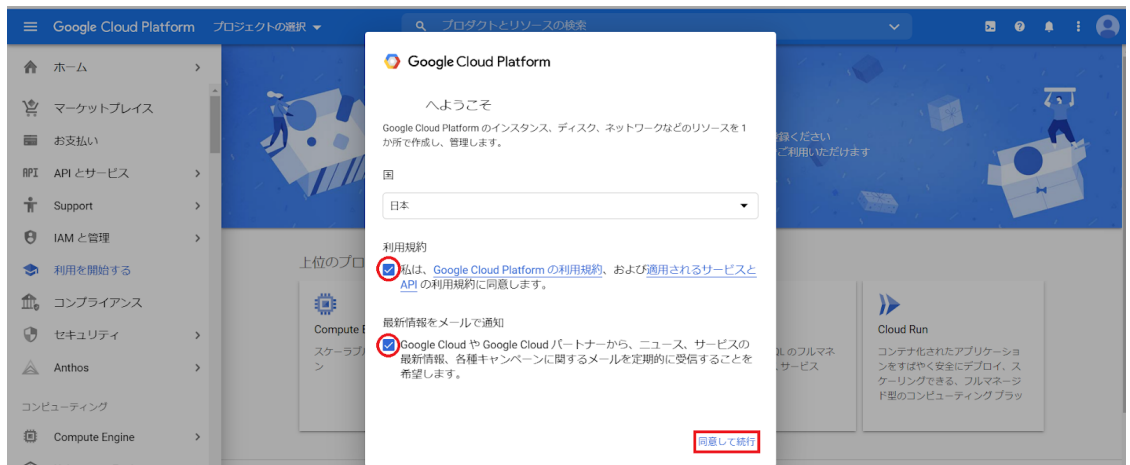 Google Cloud Platform プロジェクトの選択
プロダクトとリソースの検索
ホーム
マーケットプレイス
お支払い
API API とサービス
Support
IAM と管理
利用を開始する
コンプライアンス
セキュリティ
Anthos
コンピューティング
Compute Engine
Google Cloud Platform
へようこそ
Google Cloud Platform のインスタンス、ディスク、ネットワークなどのリソースを 1
か所で作成し、管理します。
国
日本
利用規約
私は、Google Cloud Platform の利用規約、および適用されるサービスと
API の利用規約に同意します。
最新情報をメールで通知
Google Cloud や Google Cloud パートナーから、ニュース、サービスの
最新情報、各種キャンペーンに関するメールを定期的に受信することを
希望します。
同意して続行
録ください
ご利用いただけます
上位のプロ
Compute E
スケーラブル
ン
QL のフルマネ
サービス
Cloud Run
コンテナ化されたアプリケーショ
ンをすばやく安全にデプロイ、ス
ケーリングできる、フルマネージ
ド型のコンピューティング プラッ